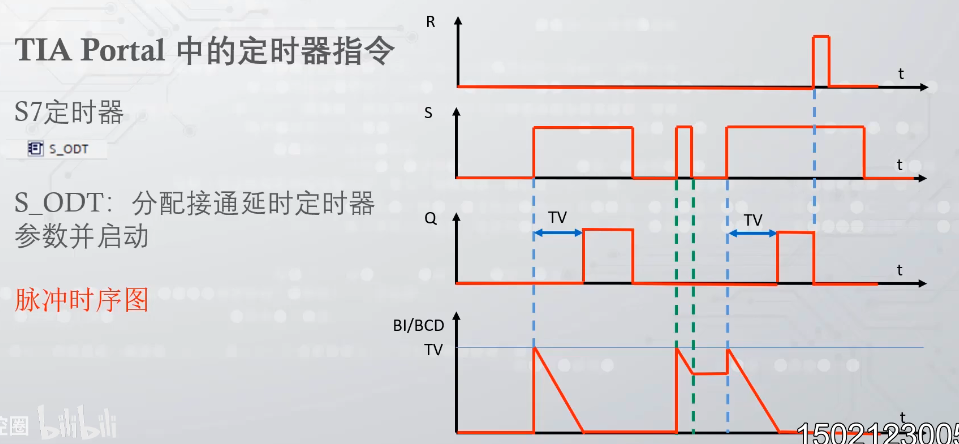 TIA Portal 中的定时器指令
S7定时器
S_ODT
S_ODT：分配接通延时定时器
参数并启动
脉冲时序图
R
t
S
t
Q
TV
TV
t
BI/BCD
TV
t
空圈 bilibili
1502123005